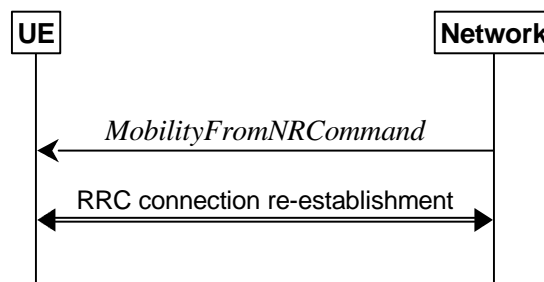 UE
Network
MobilityFromNRCommand
RRC connection re-establishment